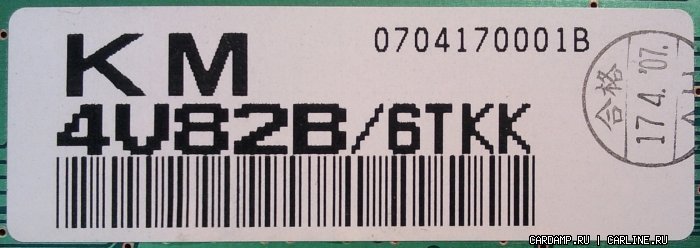 KM
0704170001B
4V82B/6TKK
合格
17.4.'07.
CARDAMP.RU | CARLINE.RU